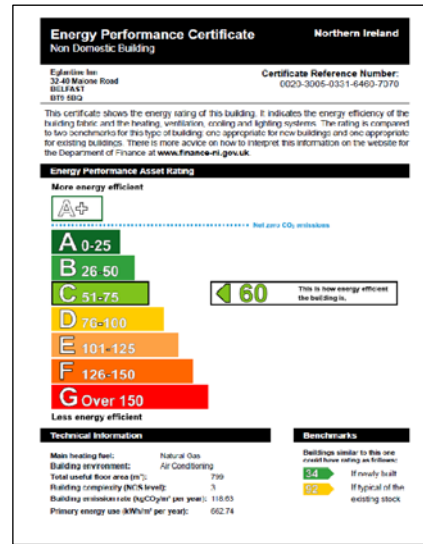 Energy Performance Certificate
Northern Ireland
Non Domestic Building
Eglantine Inn
32-40 Malone Road
BELFAST
BT9 5BQ
Certificate Reference Number:
This certificate shows the energy rating of this building. It indicates the energy efficiency of the
building fabric and the heating, ventilation, cooling and lighting systems. The rating is compared
to two benchmarks for this type of building: one appropriate for new buildings and one appropriate
for existing buildings. There is more advice on how to interpret this information on the website for
the Department of Finance at www.finance-ni.gov.uk
Energy Performance Asset Rating
More energy efficient
A+
Net zero CO₂ emissions
A 0-25
B 26-50
C 51-75
60
This is how energy efficient
the building is.
D 76-100
E 101-125
F 126-150
G Over 150
Less energy efficient
Technical Information
Main heating fuel: Natural Gas
Building environment: Air Conditioning
Total useful floor area (m²): 799
Building complexity (NOS level): 3
Building emission rate (kgCO₂/m² per year): 118.63
Primary energy use (kWh/m² per year): 662.74
Benchmarks
Buildings similar to this one
could have rating as follows:
34 If newly built
If typical of the
existing stock